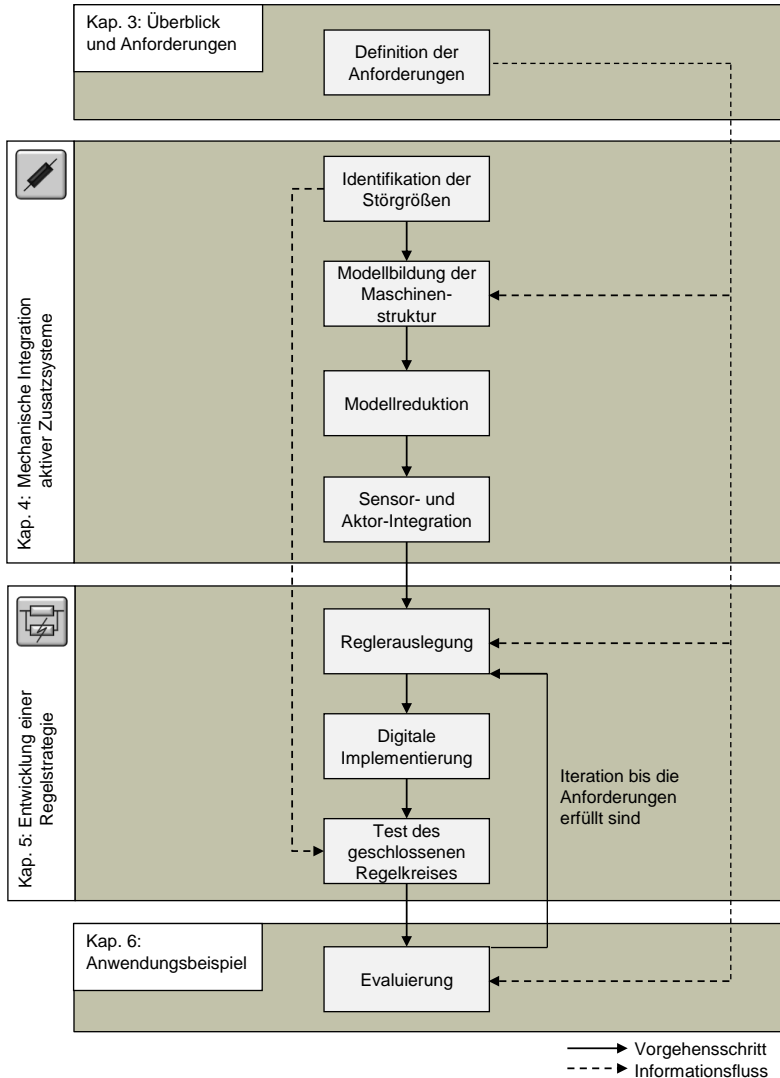 Kap. 3: Überblick
und Anforderungen
Definition der
Anforderungen
Kap. 4: Mechanische Integration
aktiver Zusatzsysteme
Identifikation der
Störgrößen
Modellbildung der
Maschinen-
struktur
Modellreduktion
Sensor- und
Aktor-Integration
Kap. 5: Entwicklung einer
Regelstrategie
Reglerauslegung
Digitale
Implementierung
Iteration bis die
Anforderungen
erfüllt sind
Test des
geschlossenen
Regelkreises
Kap. 6:
Anwendungsbeispiel
Evaluierung
Vorgehensschritt
Informationsfluss